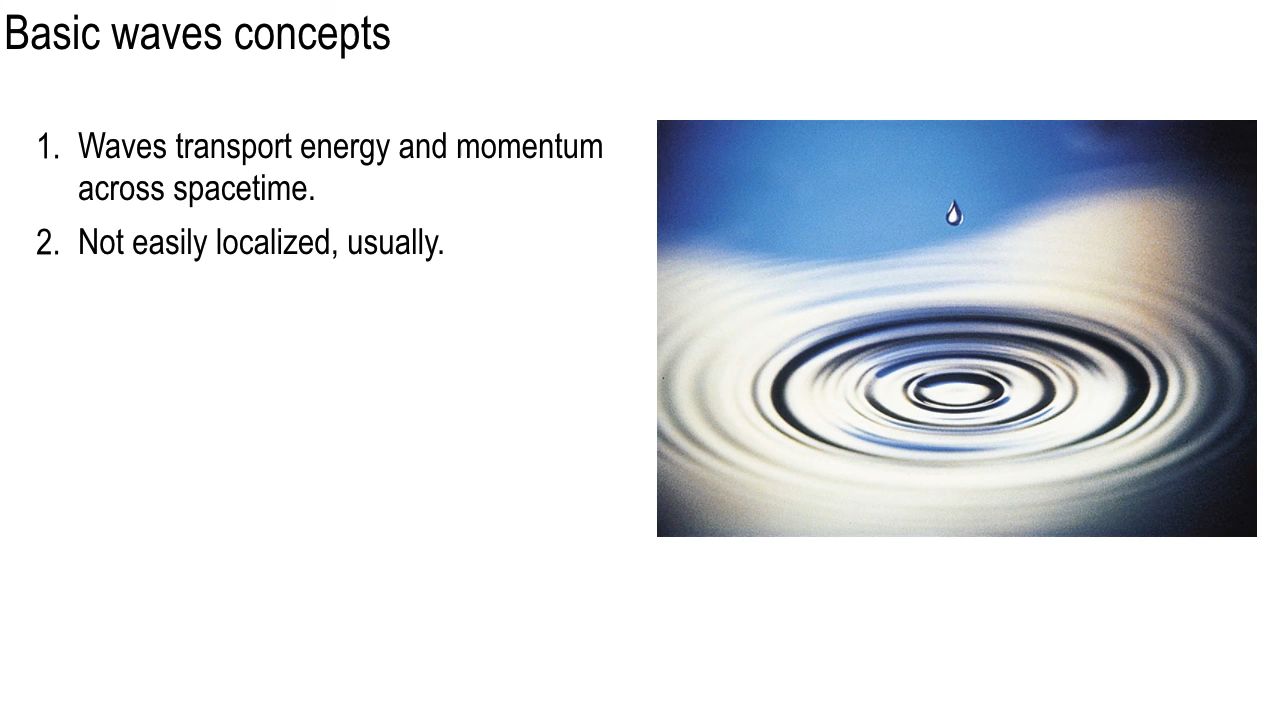 Basic waves concepts
1. Waves transport energy and momentum
across spacetime.
2. Not easily localized, usually.